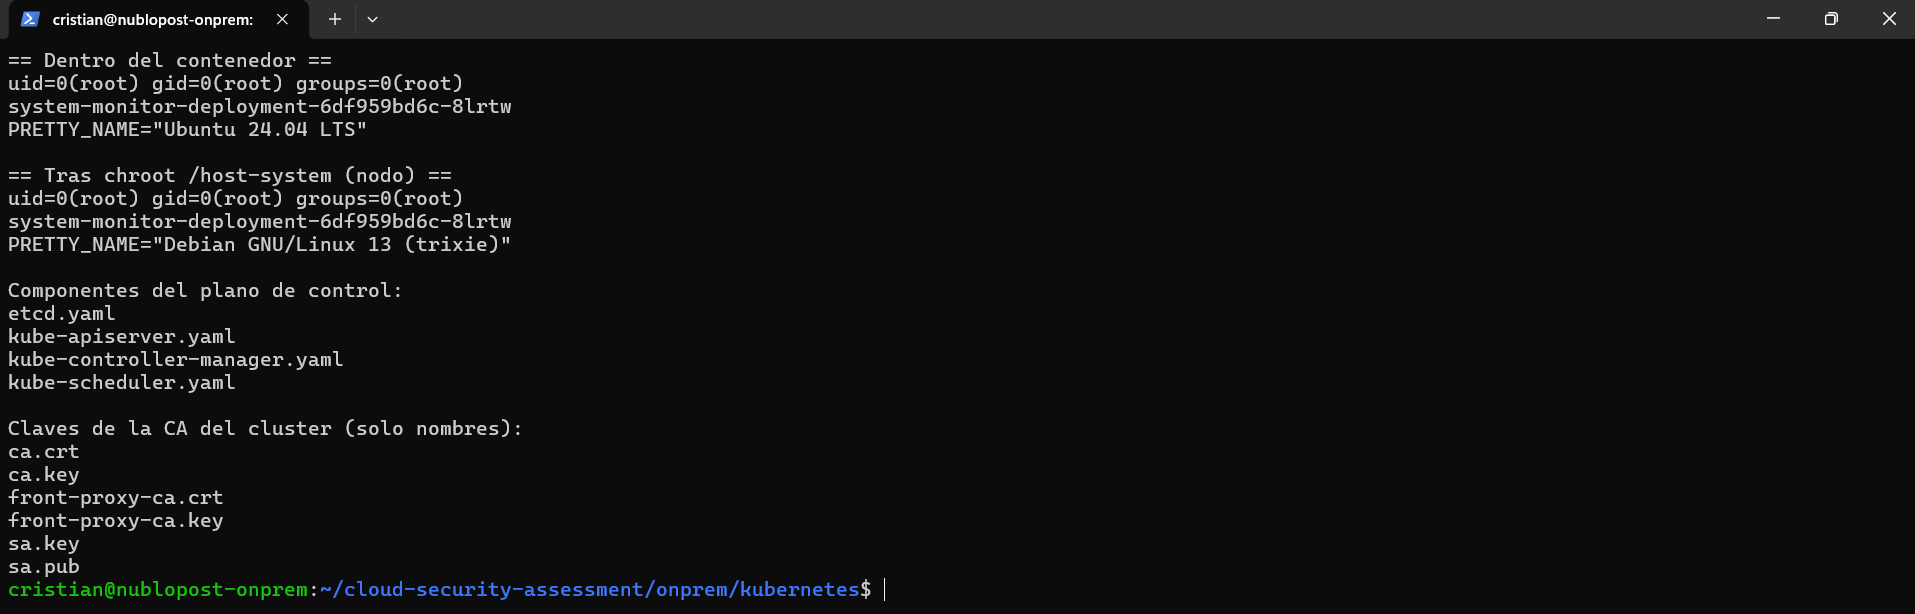 cristian@nublopost-onprem:
== Dentro del contenedor ==
uid=0(root) gid=0(root) groups=0(root)
system-monitor-deployment-6df959bd6c-8lrtw
PRETTY_NAME="Ubuntu 24.04 LTS"
== Tras chroot /host-system (nodo) ==
uid=0(root) gid=0(root) groups=0(root)
system-monitor-deployment-6df959bd6c-8lrtw
PRETTY_NAME="Debian GNU/Linux 13 (trixie)"
Componentes del plano de control:
etcd.yaml
kube-apiserver.yaml
kube-controller-manager.yaml
kube-scheduler.yaml
Claves de la CA del cluster (solo nombres):
ca.crt
ca.key
front-proxy-ca.crt
front-proxy-ca.key
sa.key
sa.pub
cristian@nublopost-onprem:~/cloud-security-assessment/onprem/kubernetes$